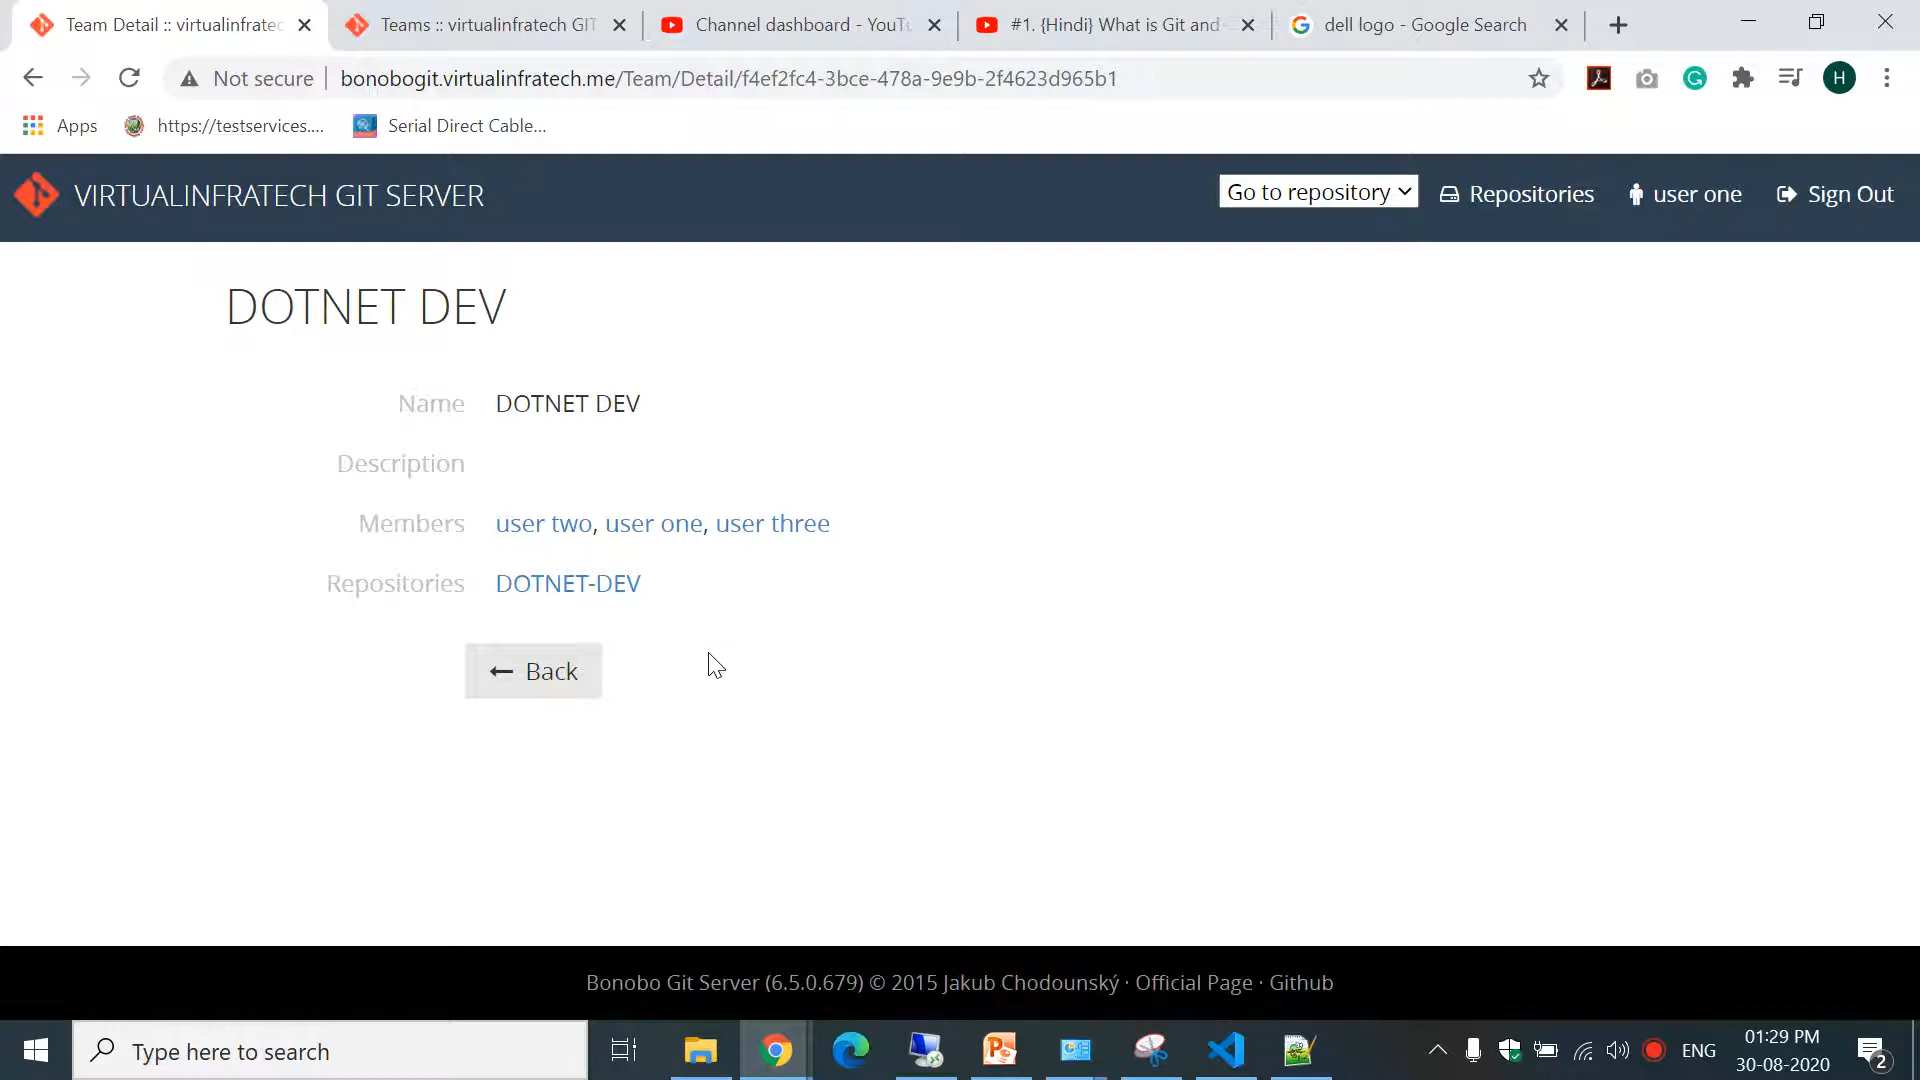 Team Detail :: virtualinfratec
Teams :: virtualinfratech GIT
Channel dashboard - YouTu
#1. {Hindi} What is Git and
dell logo - Google Search
Not secure
bonobogit.virtualinfratech.me/Team/Detail/f4ef2fc4-3bce-478a-9e9b-2f4623d965b1
H
Apps
https://testservices....
Serial Direct Cable...
VIRTUALINFRATECH GIT SERVER
Go to repository
Repositories
user one
Sign Out
DOTNET DEV
Name DOTNET DEV
Description
Members user two, user one, user three
Repositories DOTNET-DEV
Back
Bonobo Git Server (6.5.0.679) © 2015 Jakub Chodounský · Official Page · Github
Type here to search
ENG
01:29 PM
30-08-2020
2